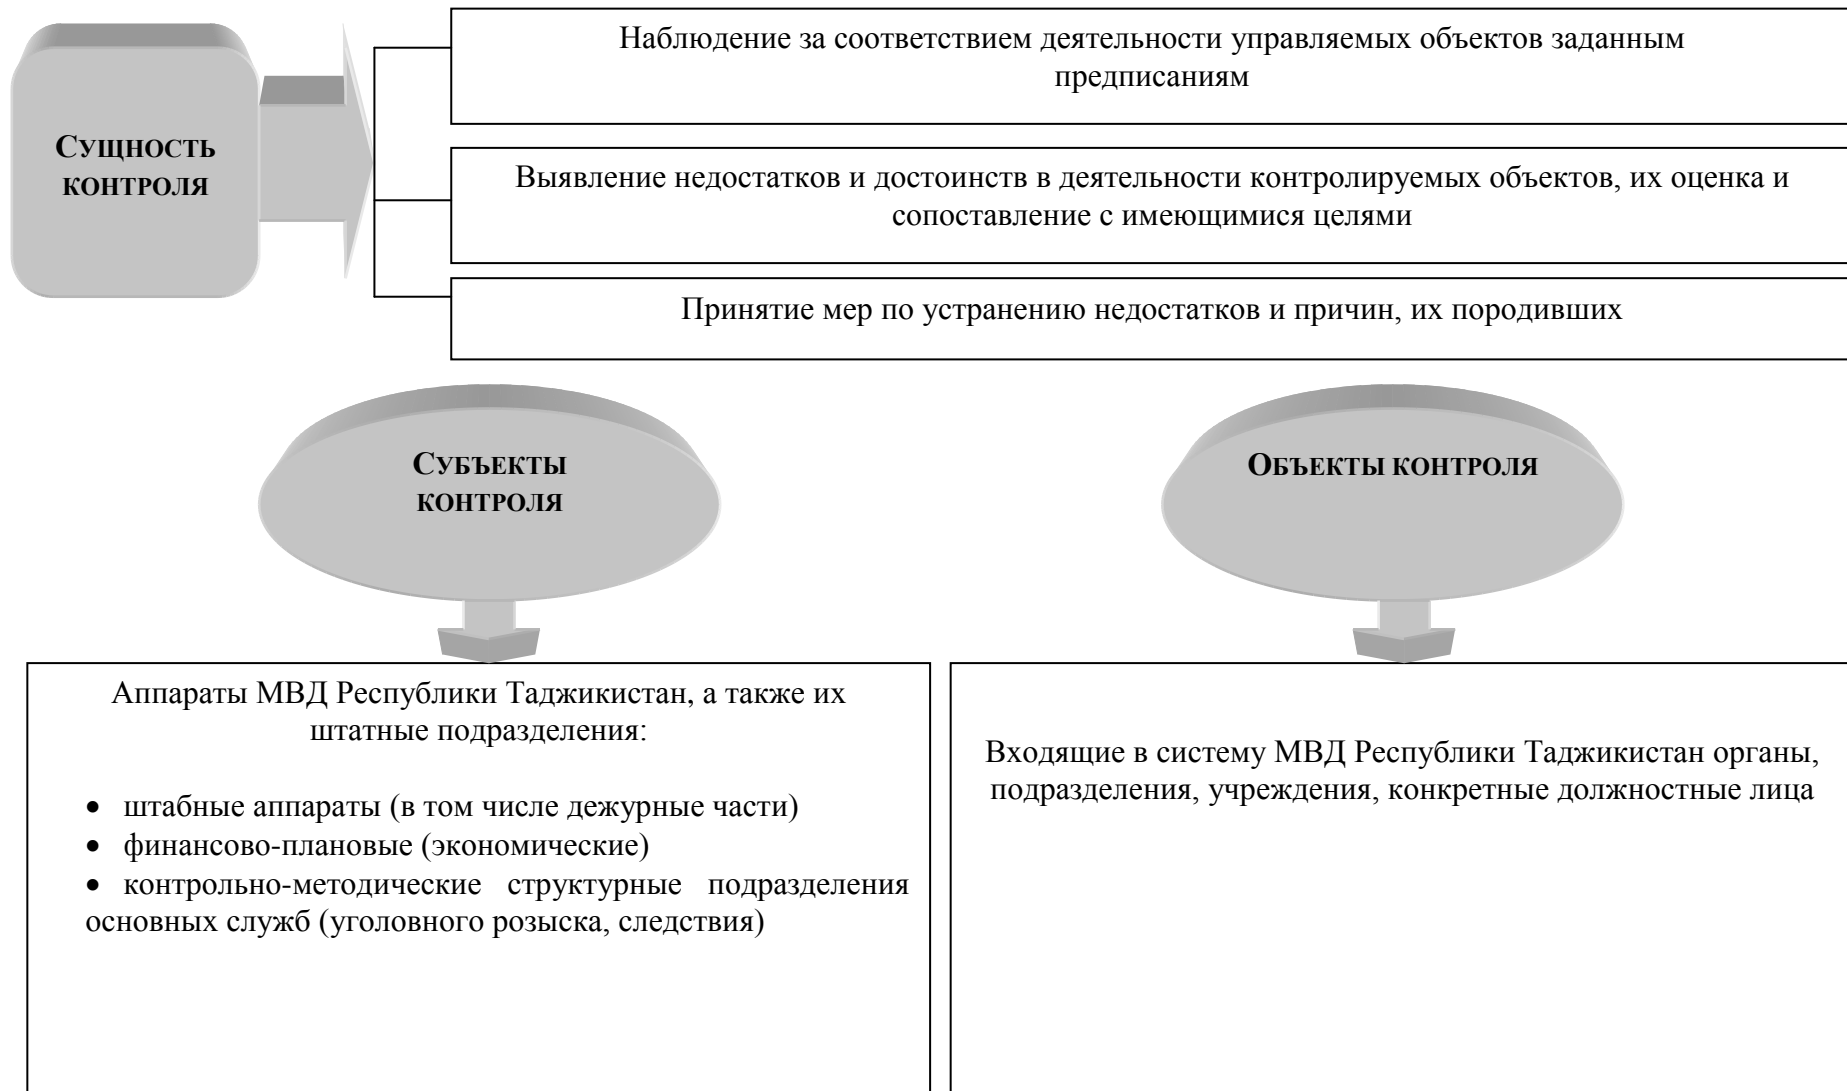 СУЩНОСТЬ
КОНТРОЛЯ
Наблюдение за соответствием деятельности управляемых объектов заданным
предписаниям
Выявление недостатков и достоинств в деятельности контролируемых объектов, их оценка и
сопоставление с имеющимися целями
Принятие мер по устранению недостатков и причин, их породивших
СУБЪЕКТЫ
КОНТРОЛЯ
ОБЪЕКТЫ КОНТРОЛЯ
Аппараты МВД Республики Таджикистан, а также их
штатные подразделения:
• штабные аппараты (в том числе дежурные части)
• финансово-плановые (экономические)
• контрольно-методические структурные подразделения
основных служб (уголовного розыска, следствия)
Входящие в систему МВД Республики Таджикистан органы,
подразделения, учреждения, конкретные должностные лица